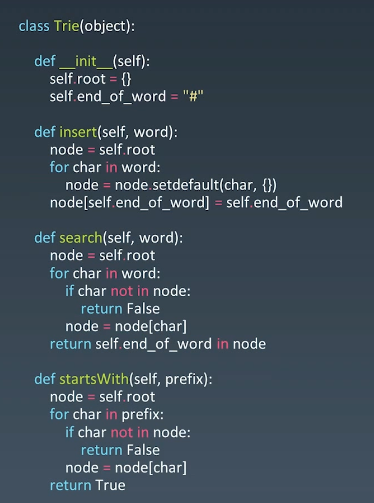 class Trie(object):
def __init__(self):
self.root = {}
self.end_of_word = "#"
def insert(self, word):
node = self.root
for char in word:
node = node.setdefault(char, {})
node[self.end_of_word] = self.end_of_word
def search(self, word):
node = self.root
for char in word:
if char not in node:
return False
node = node[char]
return self.end_of_word in node
def startsWith(self, prefix):
node = self.root
for char in prefix:
if char not in node:
return False
node = node[char]
return True